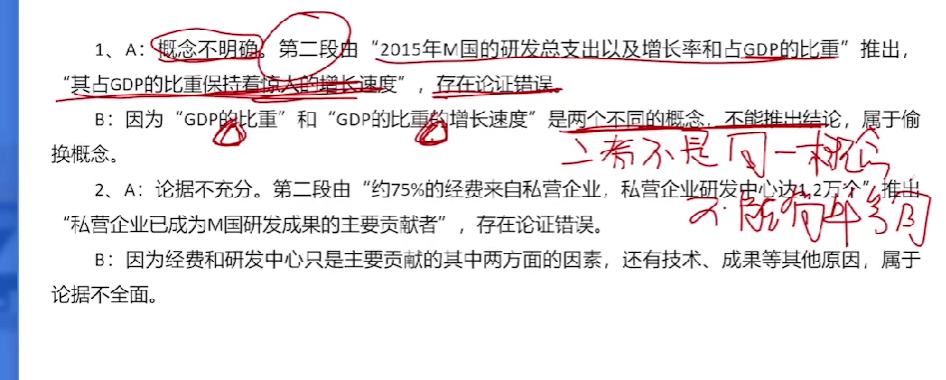 1、A：概念不明确。第二段由“2015年M国的研发总支出以及增长率和占GDP的比重”推出，
“其占GDP的比重保持着惊人的增长速度”，存在论证错误。
B：因为“GDP的比重”和“GDP的比重的增长速度”是两个不同的概念，不能推出结论，属于偷
换概念。
二者不是同一概念
2、A：论据不充分。第二段由“约75%的经费来自私营企业，私营企业研发中心达1.2万个”，推出
“私营企业已成为M国研发成果的主要贡献者”，存在论证错误。
不能
B：因为经费和研发中心只是主要贡献的其中两方面的因素，还有技术、成果等其他原因，属于
论据不全面。